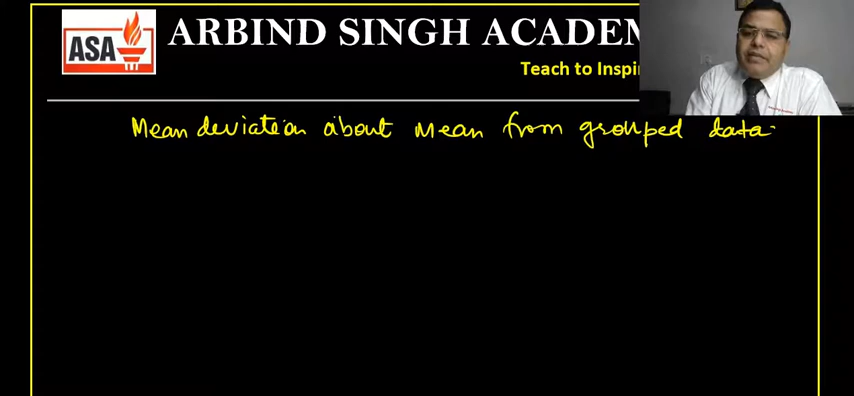 ASA
ARBIND SINGH ACADEM
Teach to Inspi
Mean deviation about Mean from grouped data